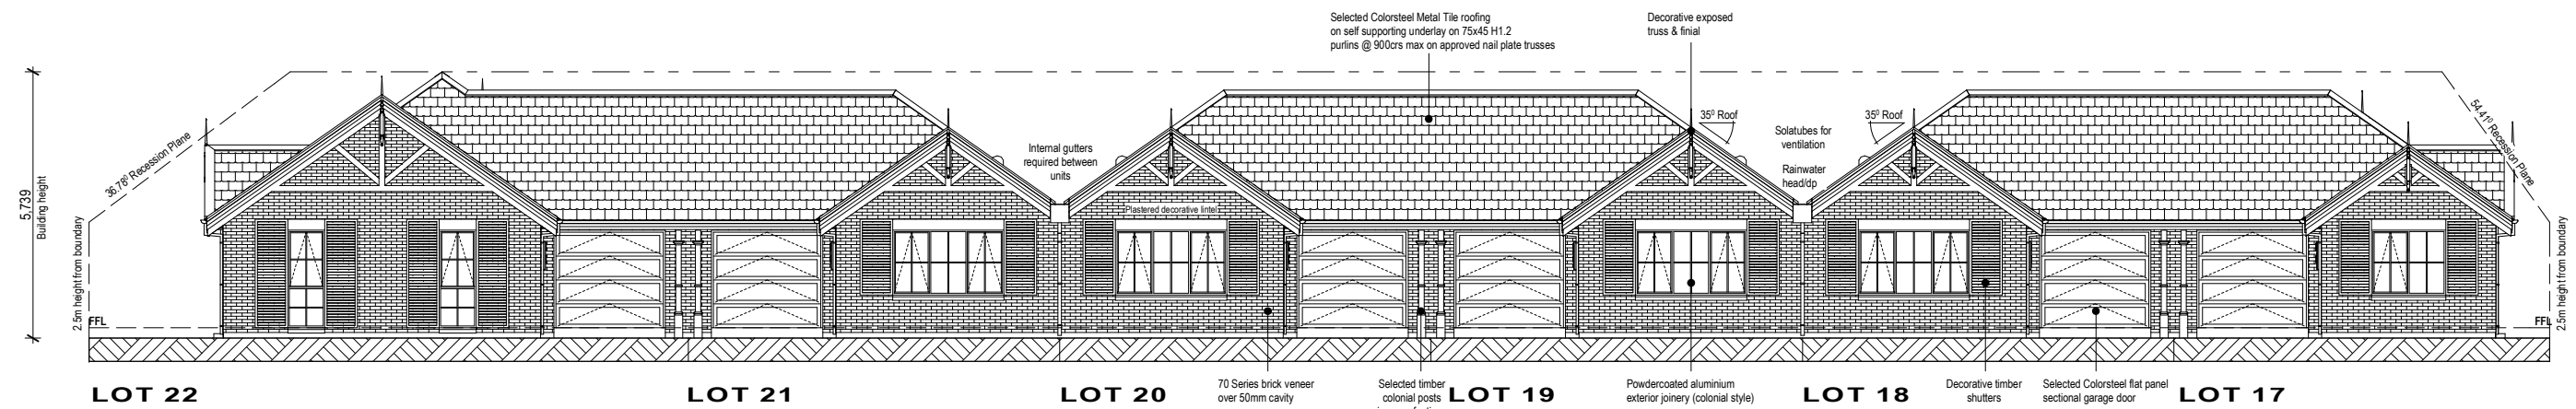 Selected Colorsteel Metal Tile roofing
on self supporting underlay on 75x45 H1.2
purlins @ 900crs max on approved nail plate trusses
Decorative exposed
truss & finial
36.78⁰ Recession Plane
35⁰ Roof
35⁰ Roof
54.41⁰ Recession Plane
Internal gutters
required between
units
Solatubes for
ventilation
Rainwater
head/dp
5,739
Building height
2.5m height from boundary
Plastered decorative lintel
2.5m height from boundary
FFL
FFL
LOT 22
LOT 21
LOT 20
70 Series brick veneer
over 50mm cavity
Selected timber
colonial posts
LOT 19
Powdercoated aluminium
exterior joinery (colonial style)
LOT 18
Decorative timber
shutters
Selected Colorsteel flat panel
sectional garage door
LOT 17